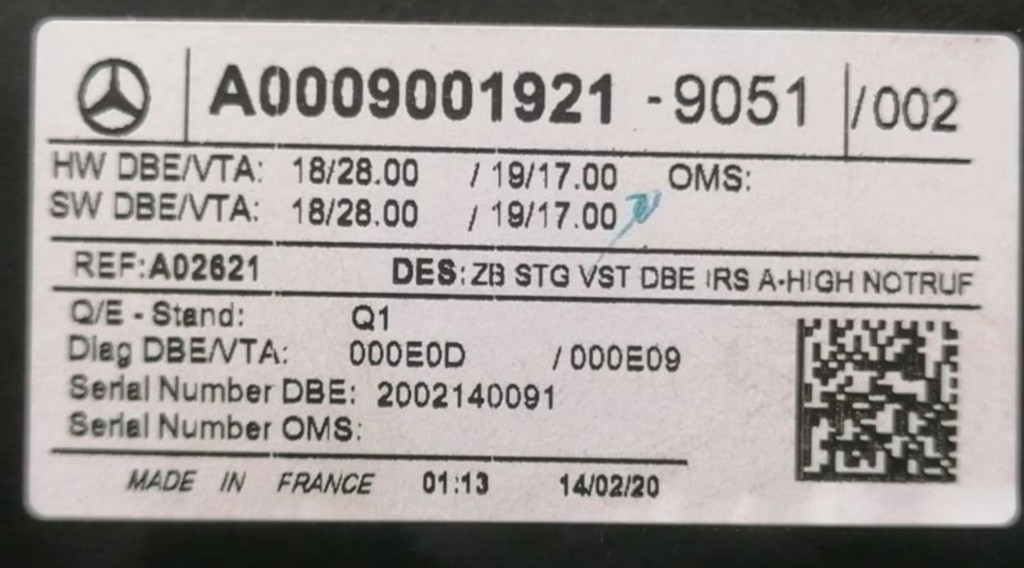 A0009001921 -9051 /002
HW DBE/VTA: 18/28.00 / 19/17.00 OMS:
SW DBE/VTA: 18/28.00 / 19/17.00
REF:A02621 DES: ZB STG VST DBE IRS A-HIGH NOTRUF
Q/E - Stand: Q1
Diag DBE/VTA: 000E0D / 000E09
Serial Number DBE: 2002140091
Serial Number OMS:
MADE IN FRANCE 01:13 14/02/20